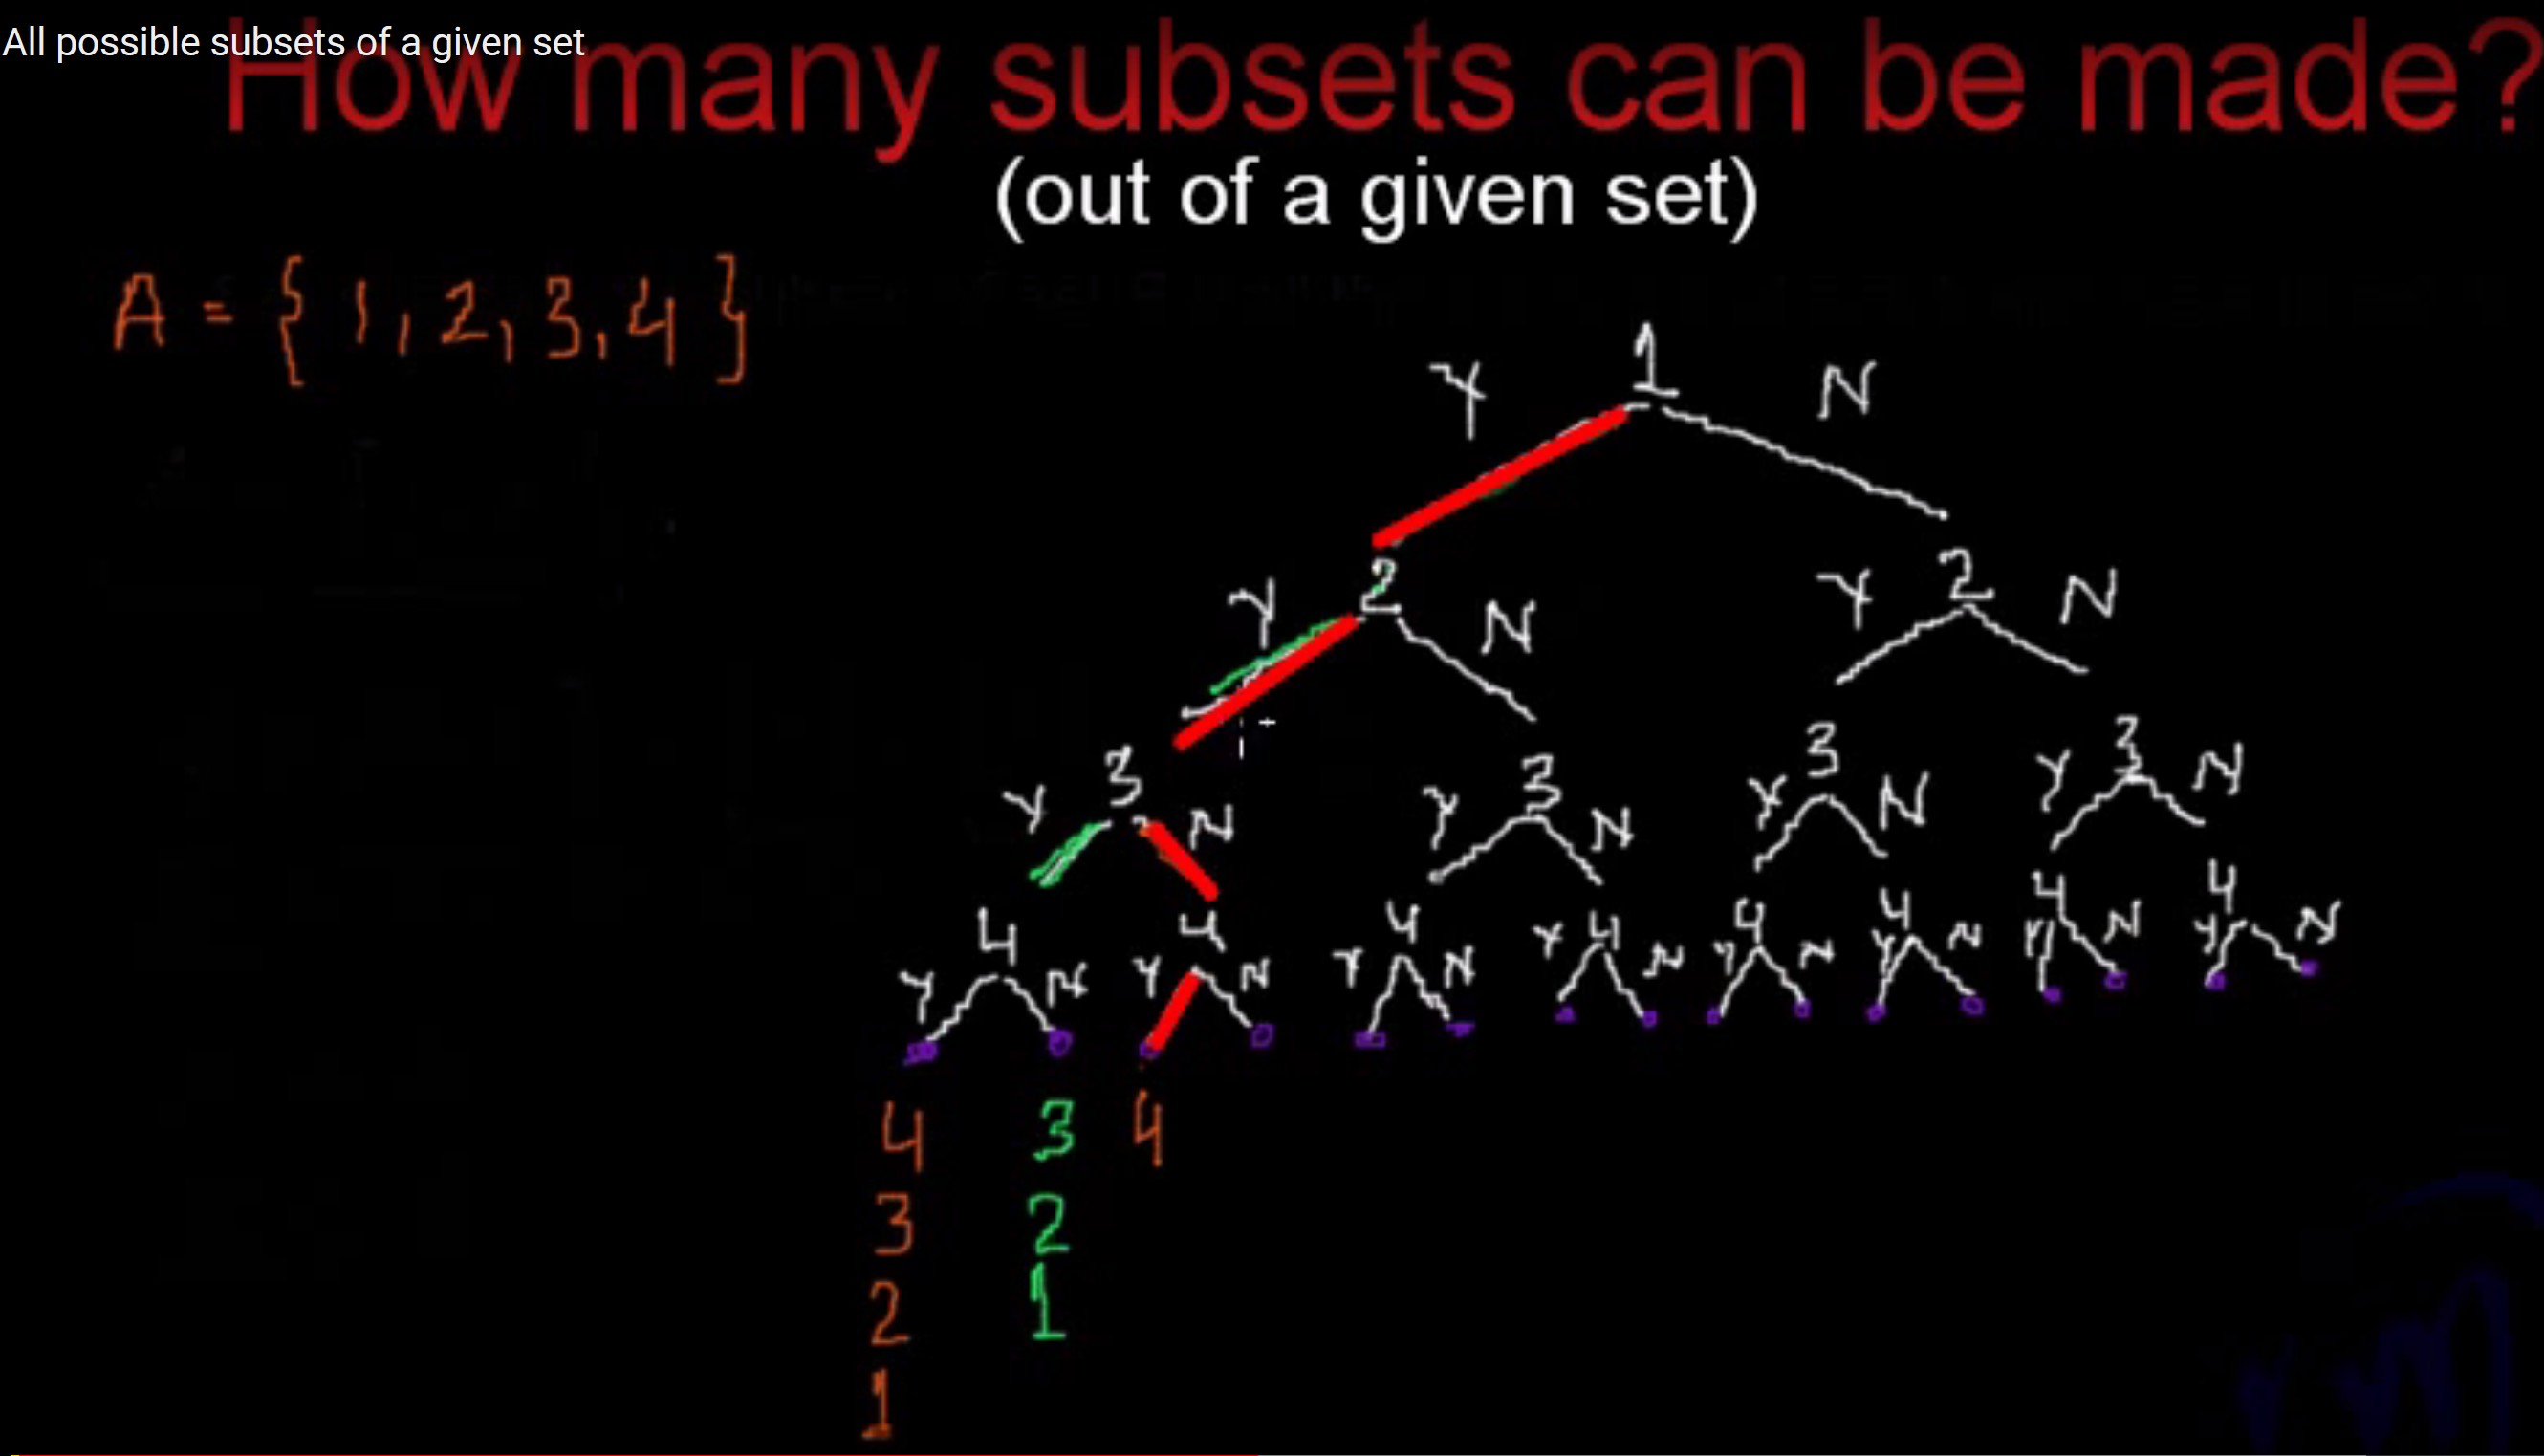 All possible subsets of a given set
How many subsets can be made?
(out of a given set)
A = { 1, 2, 3, 4 }
1
Y N
2 2
Y N Y N
3 3 3 3
Y N Y N Y N Y N
4 4 4 4 4 4 4 4
Y N Y N Y N Y N Y N Y N Y N Y N
4 3 4
3 2
2 1
1